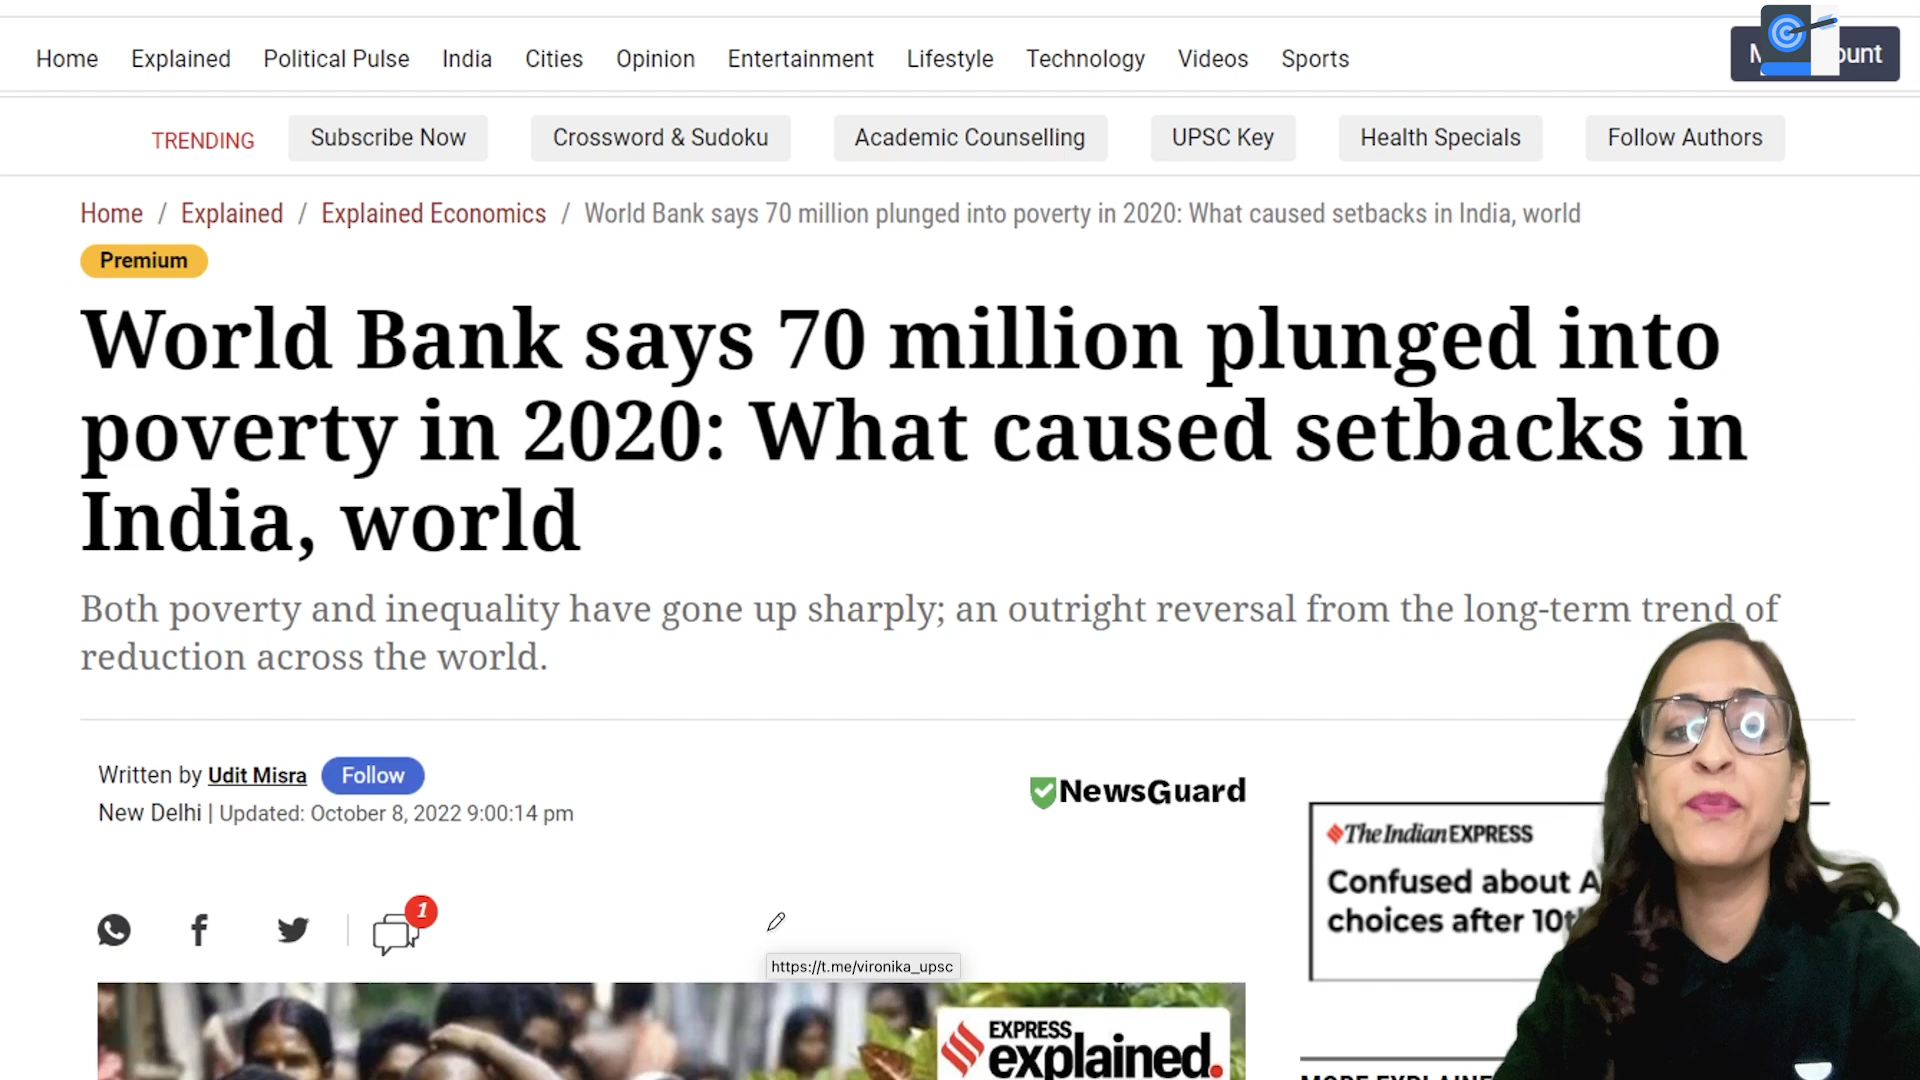 Home Explained Political Pulse India Cities Opinion Entertainment Lifestyle Technology Videos Sports
TRENDING Subscribe Now Crossword & Sudoku Academic Counselling UPSC Key Health Specials Follow Authors
Home / Explained / Explained Economics / World Bank says 70 million plunged into poverty in 2020: What caused setbacks in India, world
Premium
World Bank says 70 million plunged into
poverty in 2020: What caused setbacks in
India, world
Both poverty and inequality have gone up sharply; an outright reversal from the long-term trend of
reduction across the world.
Written by Udit Misra Follow
New Delhi | Updated: October 8, 2022 9:00:14 pm
NewsGuard
The Indian EXPRESS
Confused about
choices after
1
https://t.me/vironika_upsc
EXPRESS
explained.